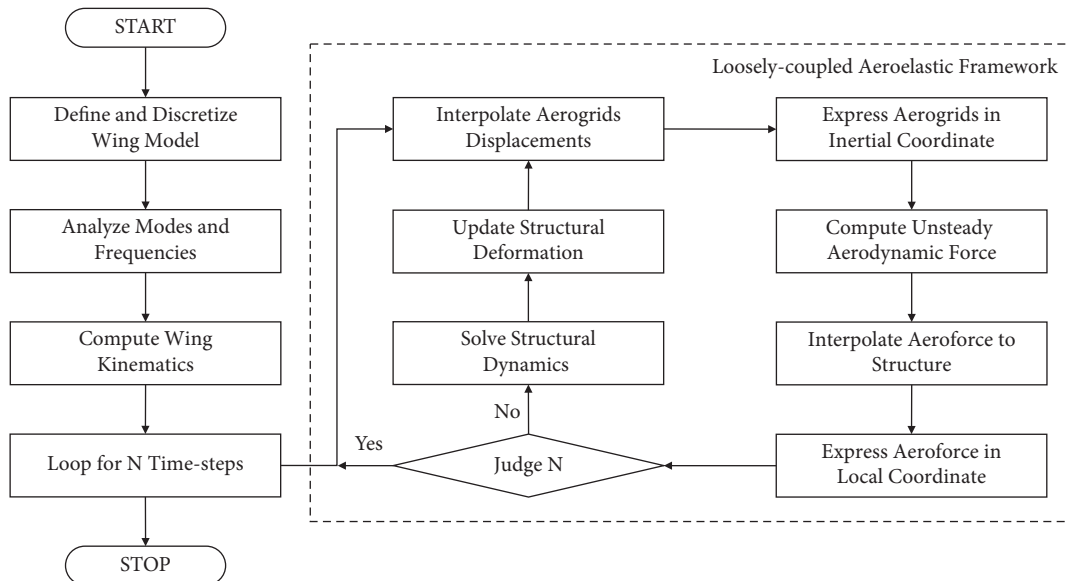 START
Define and Discretize
Wing Model
Analyze Modes and
Frequencies
Compute Wing
Kinematics
Loop for N Time-steps
STOP
Loosely-coupled Aeroelastic Framework
Interpolate Aerogrids
Displacements
Update Structural
Deformation
Solve Structural
Dynamics
No
Yes
Judge N
Express Aerogrids in
Inertial Coordinate
Compute Unsteady
Aerodynamic Force
Interpolate Aeroforce to
Structure
Express Aeroforce in
Local Coordinate